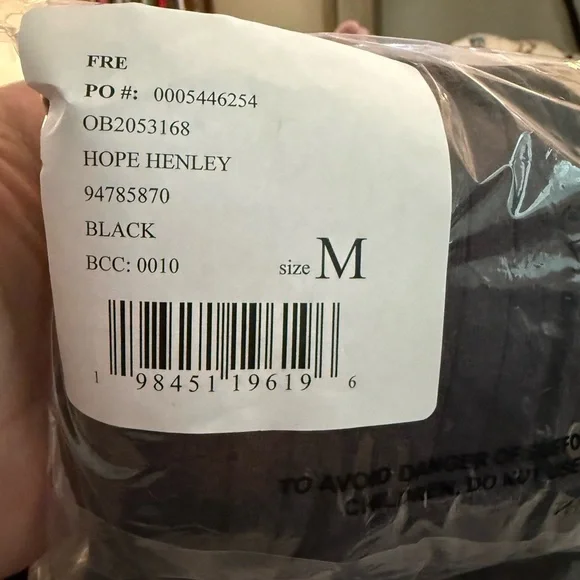 FRE
PO #: 0005446254
OB2053168
HOPE HENLEY
94785870
BLACK
BCC: 0010
size M
1 98451 19619 6
TO AVOID DANGER OF
CHILDREN, DO NOT USE